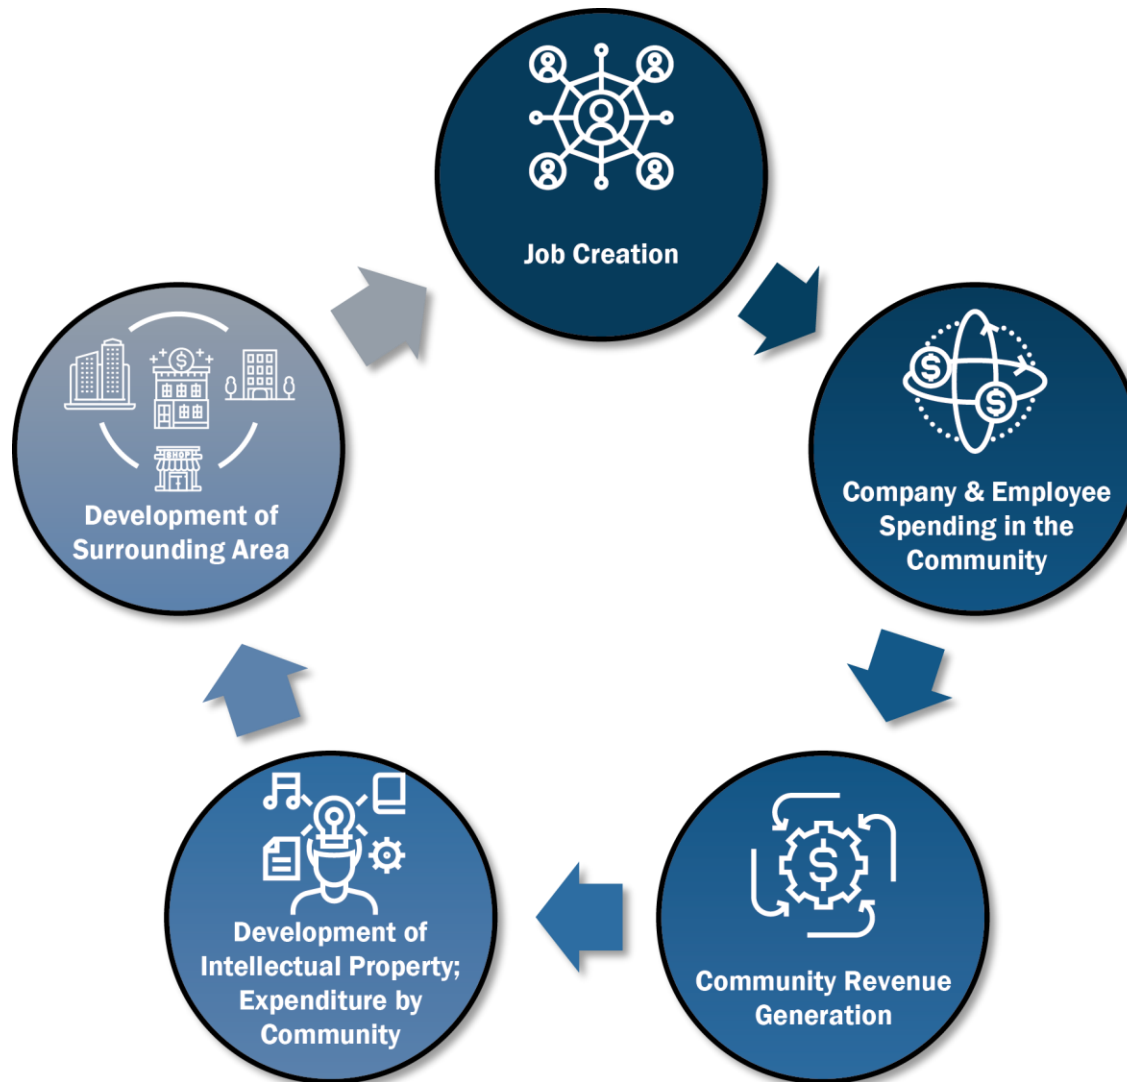 Job Creation
Company & Employee
Spending in the
Community
Community Revenue
Generation
Development of
Intellectual Property;
Expenditure by
Community
SHOP
Development of
Surrounding Area